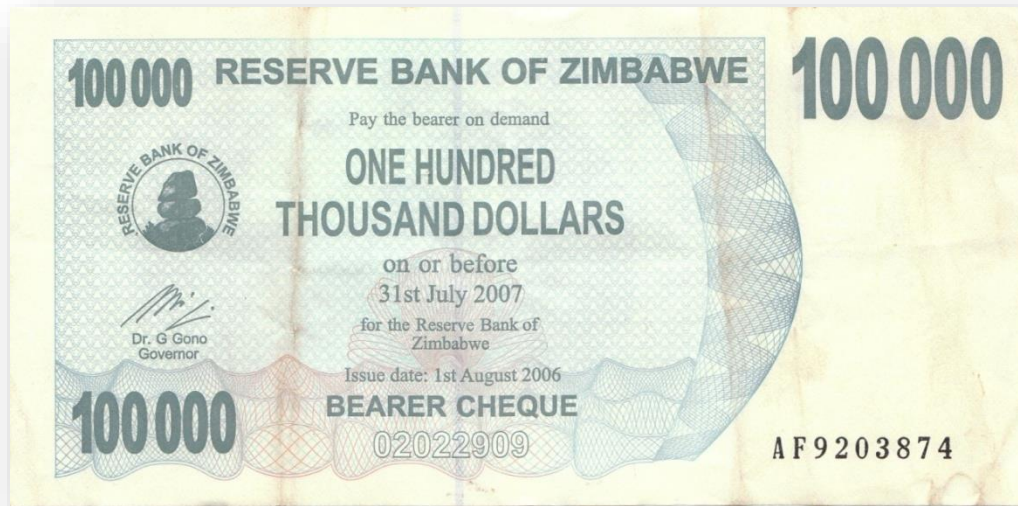 100 000
RESERVE BANK OF ZIMBABWE
100 000
Pay the bearer on demand
ONE HUNDRED
THOUSAND DOLLARS
RESERVE BANK OF ZIMBABWE
on or before
31st July 2007
for the Reserve Bank of
Zimbabwe
Dr. G Gono
Governor
Issue date: 1st August 2006
100 000
BEARER CHEQUE
02022909
AF9203874